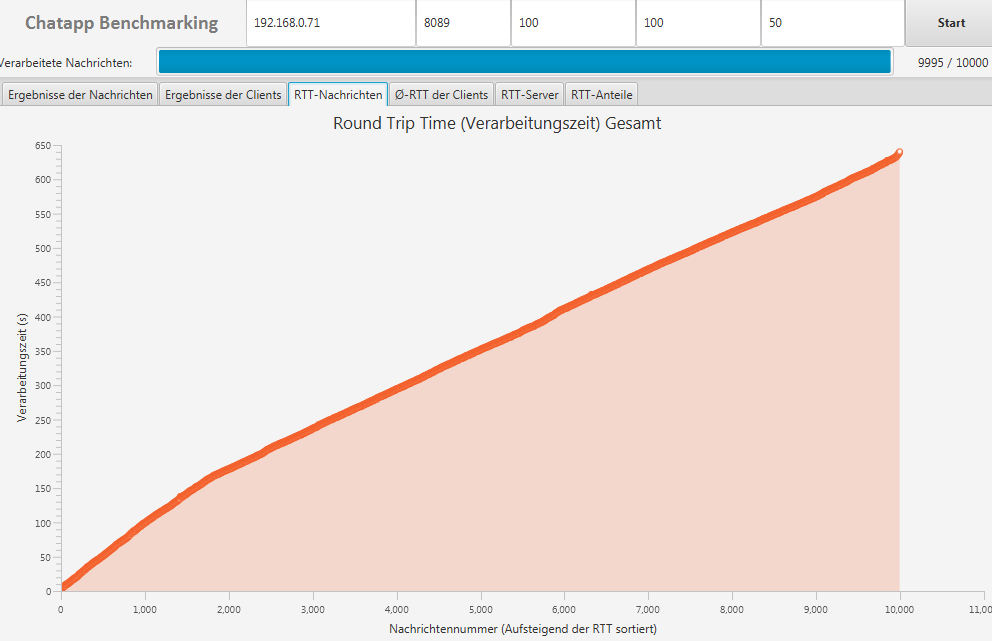 Chatapp Benchmarking 192.168.0.71 8089 100 100 50 Start
Verarbeitete Nachrichten: 9995 / 10000
Ergebnisse der Nachrichten Ergebnisse der Clients RTT-Nachrichten Ø-RTT der Clients RTT-Server RTT-Anteile
Round Trip Time (Verarbeitungszeit) Gesamt
650
600
550
500
450
400
350
300
250
200
150
100
50
0
Verarbeitungszeit (s)
0 1,000 2,000 3,000 4,000 5,000 6,000 7,000 8,000 9,000 10,000 11,00
Nachrichtennummer (Aufsteigend der RTT sortiert)